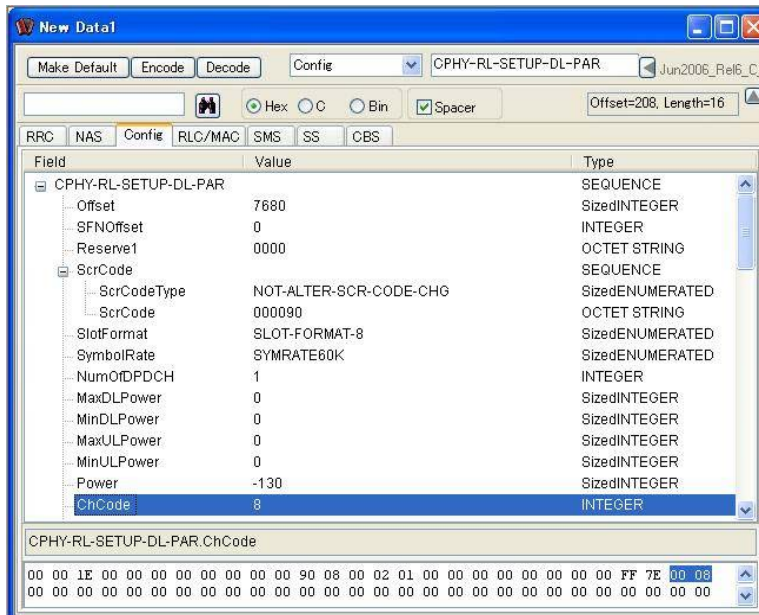 New Data1
Make Default Encode Decode Config CPHY-RL-SETUP-DL-PAR Jun2006_Rel6_C_
Hex C Bin Spacer Offset=208, Length=16
RRC NAS Config RLC/MAC SMS SS CBS
Field Value Type
CPHY-RL-SETUP-DL-PAR SEQUENCE
Offset 7680 SizedINTEGER
SFNOffset 0 INTEGER
Reserve1 0000 OCTET STRING
ScrCode SEQUENCE
ScrCodeType NOT-ALTER-SCR-CODE-CHG SizedENUMERATED
ScrCode 000090 OCTET STRING
SlotFormat SLOT-FORMAT-8 SizedENUMERATED
SymbolRate SYMRATE60K SizedENUMERATED
NumOfDPDCH 1 INTEGER
MaxDLPower 0 SizedINTEGER
MinDLPower 0 SizedINTEGER
MaxULPower 0 SizedINTEGER
MinULPower 0 SizedINTEGER
Power -130 SizedINTEGER
ChCode 8 INTEGER
CPHY-RL-SETUP-DL-PAR.ChCode
00 00 1E 00 00 00 00 00 00 00 00 90 08 00 02 01 00 00 00 00 00 00 00 00 FF 7E 00 08
00 00 00 00 00 00 00 00 00 00 00 00 00 00 00 00 00 00 00 00 00 00 00 00 00 00 00 00